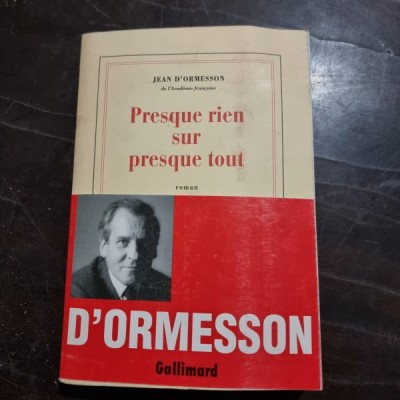 JEAN D'ORMESSON
de l'Académie française
Presque rien
sur
presque tout
roman
D'ORMESSON
Gallimard